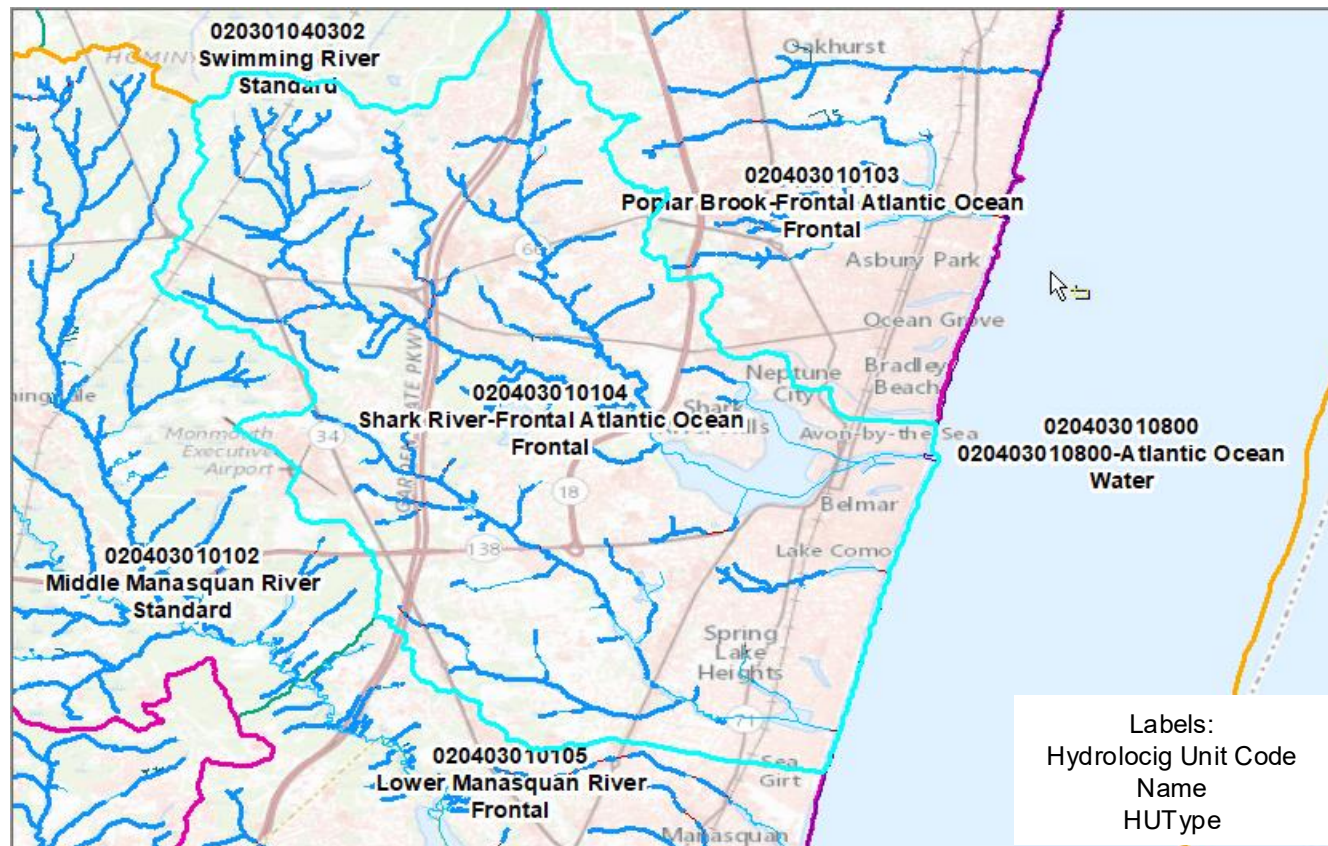 020301040302
Swimming River
Standard
Oakhurst
020403010103
Poplar Brook-Frontal Atlantic Ocean
Frontal
66
Asbury Park
Ocean Grove
Bradley
Beach
Neptune
City
020403010104
Shark River-Frontal Atlantic Ocean
Frontal
Shark
Avon-by-the Sea
020403010800
020403010800-Atlantic Ocean
Water
Monmouth
Executive
Airport
34
18
Belmar
138
Lake Como
020403010102
Middle Manasquan River
Standard
Spring
Lake
Heights
71
020403010105
Lower Manasquan River
Frontal
Sea
Girt
Manasquan
Labels:
Hydrolocig Unit Code
Name
HUType